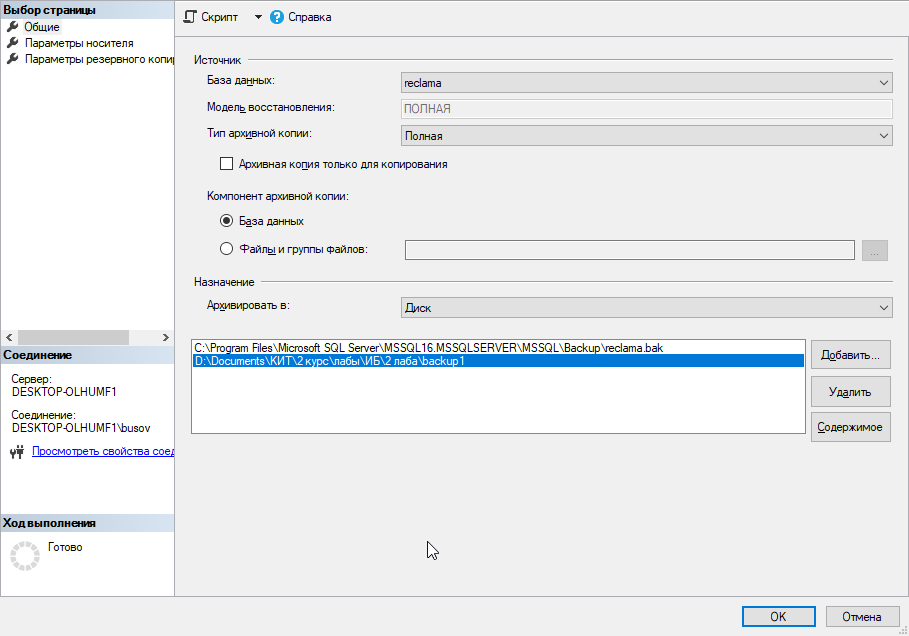 Выбор страницы
Общие
Параметры носителя
Параметры резервного копи
Скрипт
Справка
Источник
База данных:
reclama
Модель восстановления:
ПОЛНАЯ
Тип архивной копии:
Полная
Архивная копия только для копирования
Компонент архивной копии:
База данных
Файлы и группы файлов:
...
Назначение
Архивировать в:
Диск
C:\Program Files\Microsoft SQL Server\MSSQL16.MSSQLSERVER\MSSQL\Backup\reclama.bak
D:\Documents\КИТ\2 курс\лабы\ИБ\2 лаба\backup1
Добавить...
Удалить
Содержимое
Соединение
Сервер:
DESKTOP-OLHUMF1
Соединение:
DESKTOP-OLHUMF1\busov
Просмотреть свойства соед
Ход выполнения
Готово
OK
Отмена